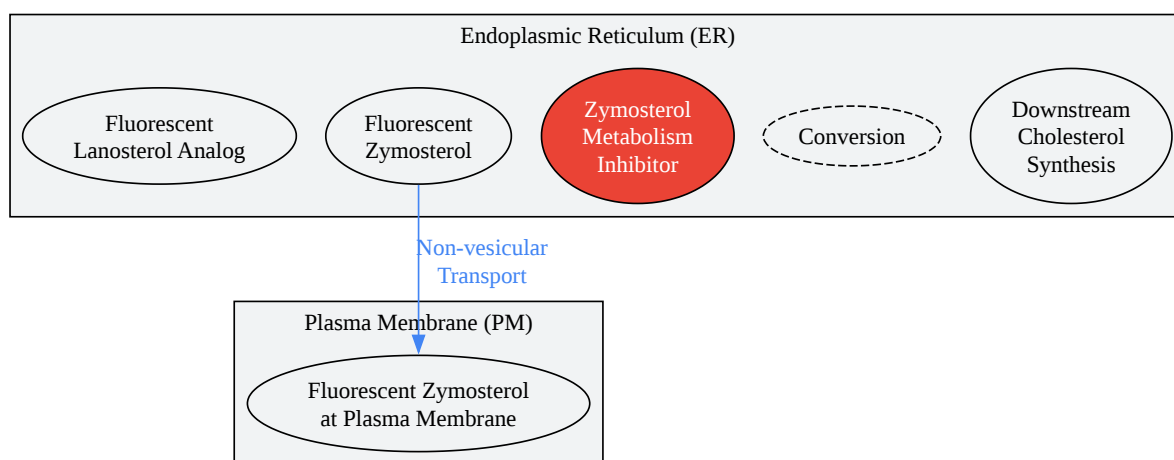 Endoplasmic Reticulum (ER)
Fluorescent
Lanosterol Analog
Fluorescent
Zymosterol
Zymosterol
Metabolism
Inhibitor
Conversion
Downstream
Cholesterol
Synthesis
Non-vesicular
Transport
Plasma Membrane (PM)
Fluorescent Zymosterol
at Plasma Membrane